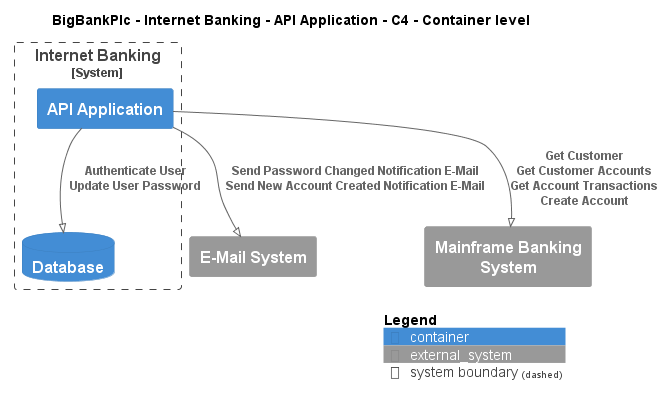 BigBankPlc - Internet Banking - API Application - C4 - Container level
Internet Banking
[System]
API Application
Authenticate User
Update User Password
Send Password Changed Notification E-Mail
Send New Account Created Notification E-Mail
Get Customer
Get Customer Accounts
Get Account Transactions
Create Account
Database
E-Mail System
Mainframe Banking
System
Legend
container
external_system
system boundary (dashed)